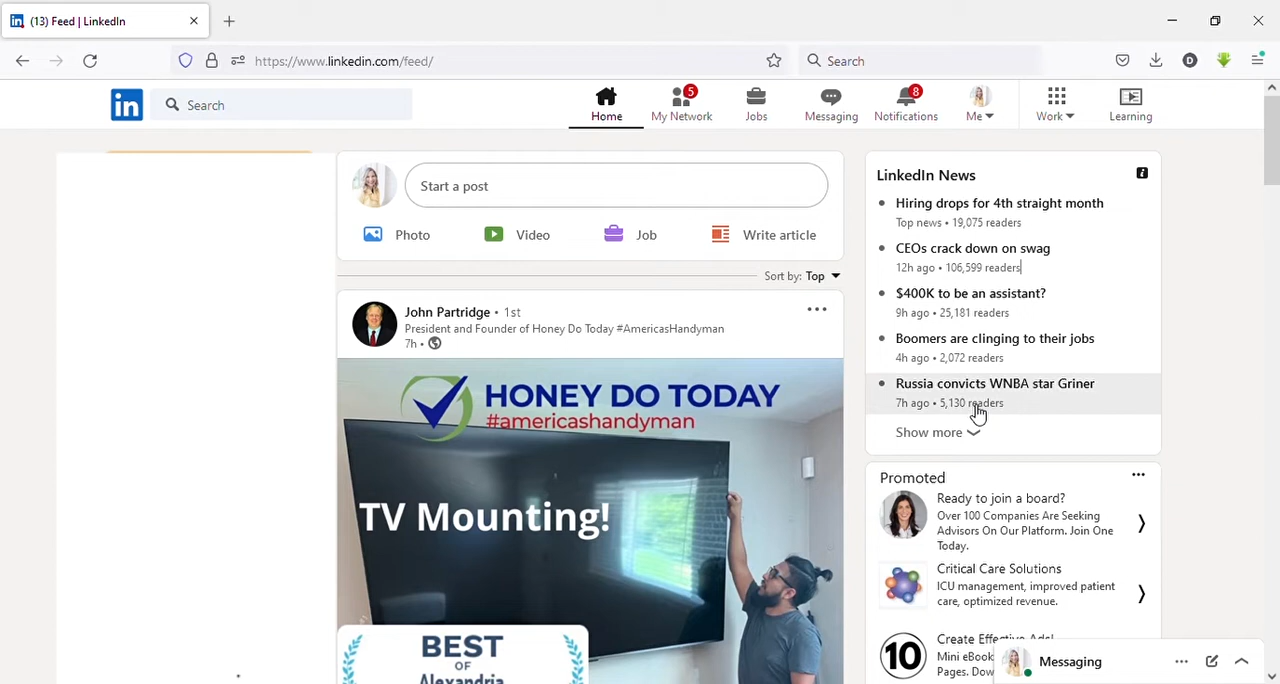 (13) Feed | LinkedIn
https://www.linkedin.com/feed/
Search
D
in
Search
Home
5
My Network
Jobs
Messaging
8
Notifications
Me
Work
Learning
Start a post
Photo
Video
Job
Write article
Sort by: Top
John Partridge • 1st
President and Founder of Honey Do Today #AmericasHandyman
7h •
HONEY DO TODAY
#americashandyman
TV Mounting!
BEST
OF
Alexandria
LinkedIn News
Hiring drops for 4th straight month
Top news • 19,075 readers
CEOs crack down on swag
12h ago • 106,599 readers
$400K to be an assistant?
9h ago • 25,181 readers
Boomers are clinging to their jobs
4h ago • 2,072 readers
Russia convicts WNBA star Griner
7h ago • 5,130 readers
Show more
Promoted
Ready to join a board?
Over 100 Companies Are Seeking
Advisors On Our Platform. Join One
Today.
Critical Care Solutions
ICU management, improved patient
care, optimized revenue.
10
Create Effective Ads!
Mini eBook
Pages. Dow
Messaging